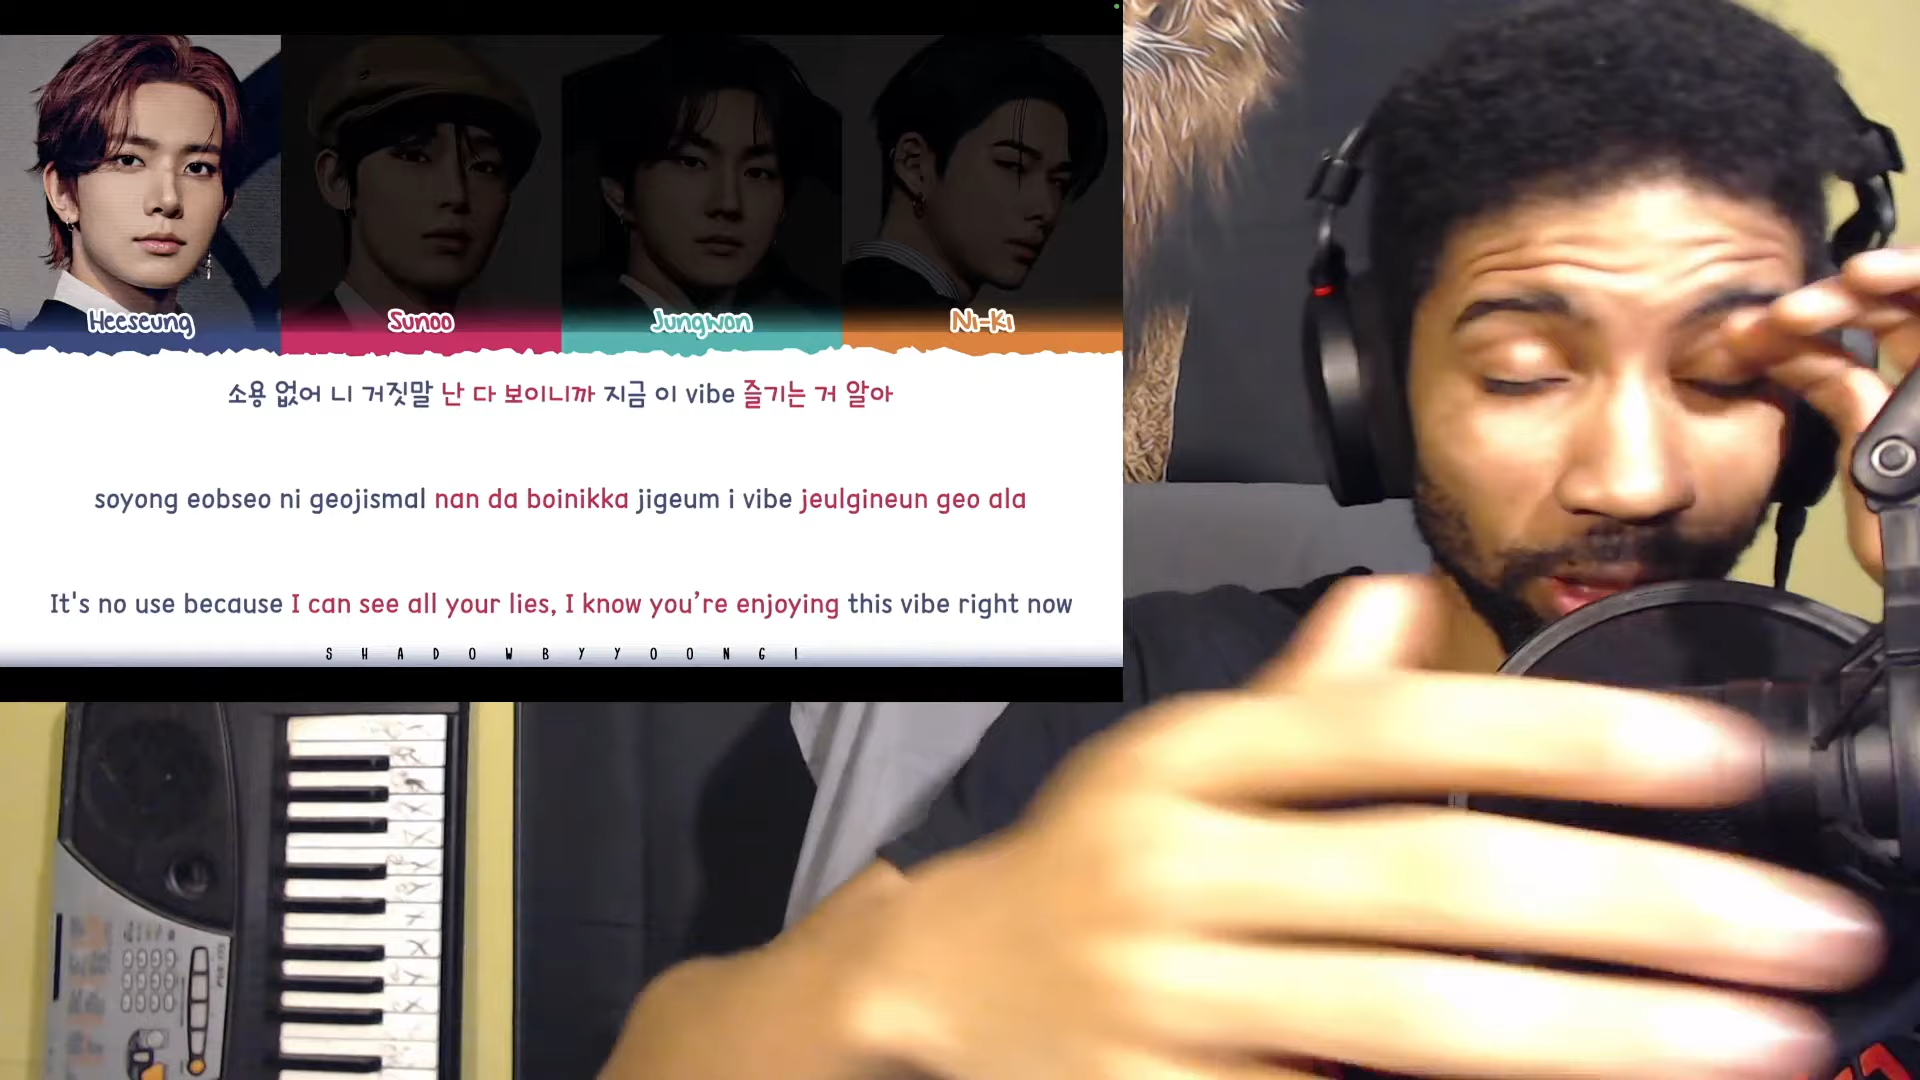 Heeseung
Sunoo
Jungwon
Ni-Ki
소용 없어 니 거짓말 난 다 보이니까 지금 이 vibe 즐기는 거 알아
soyong eobseo ni geojismal nan da boinikka jigeum i vibe jeulgineun geo ala
It's no use because I can see all your lies, I know you’re enjoying this vibe right now
SHADOWBYYOONGI